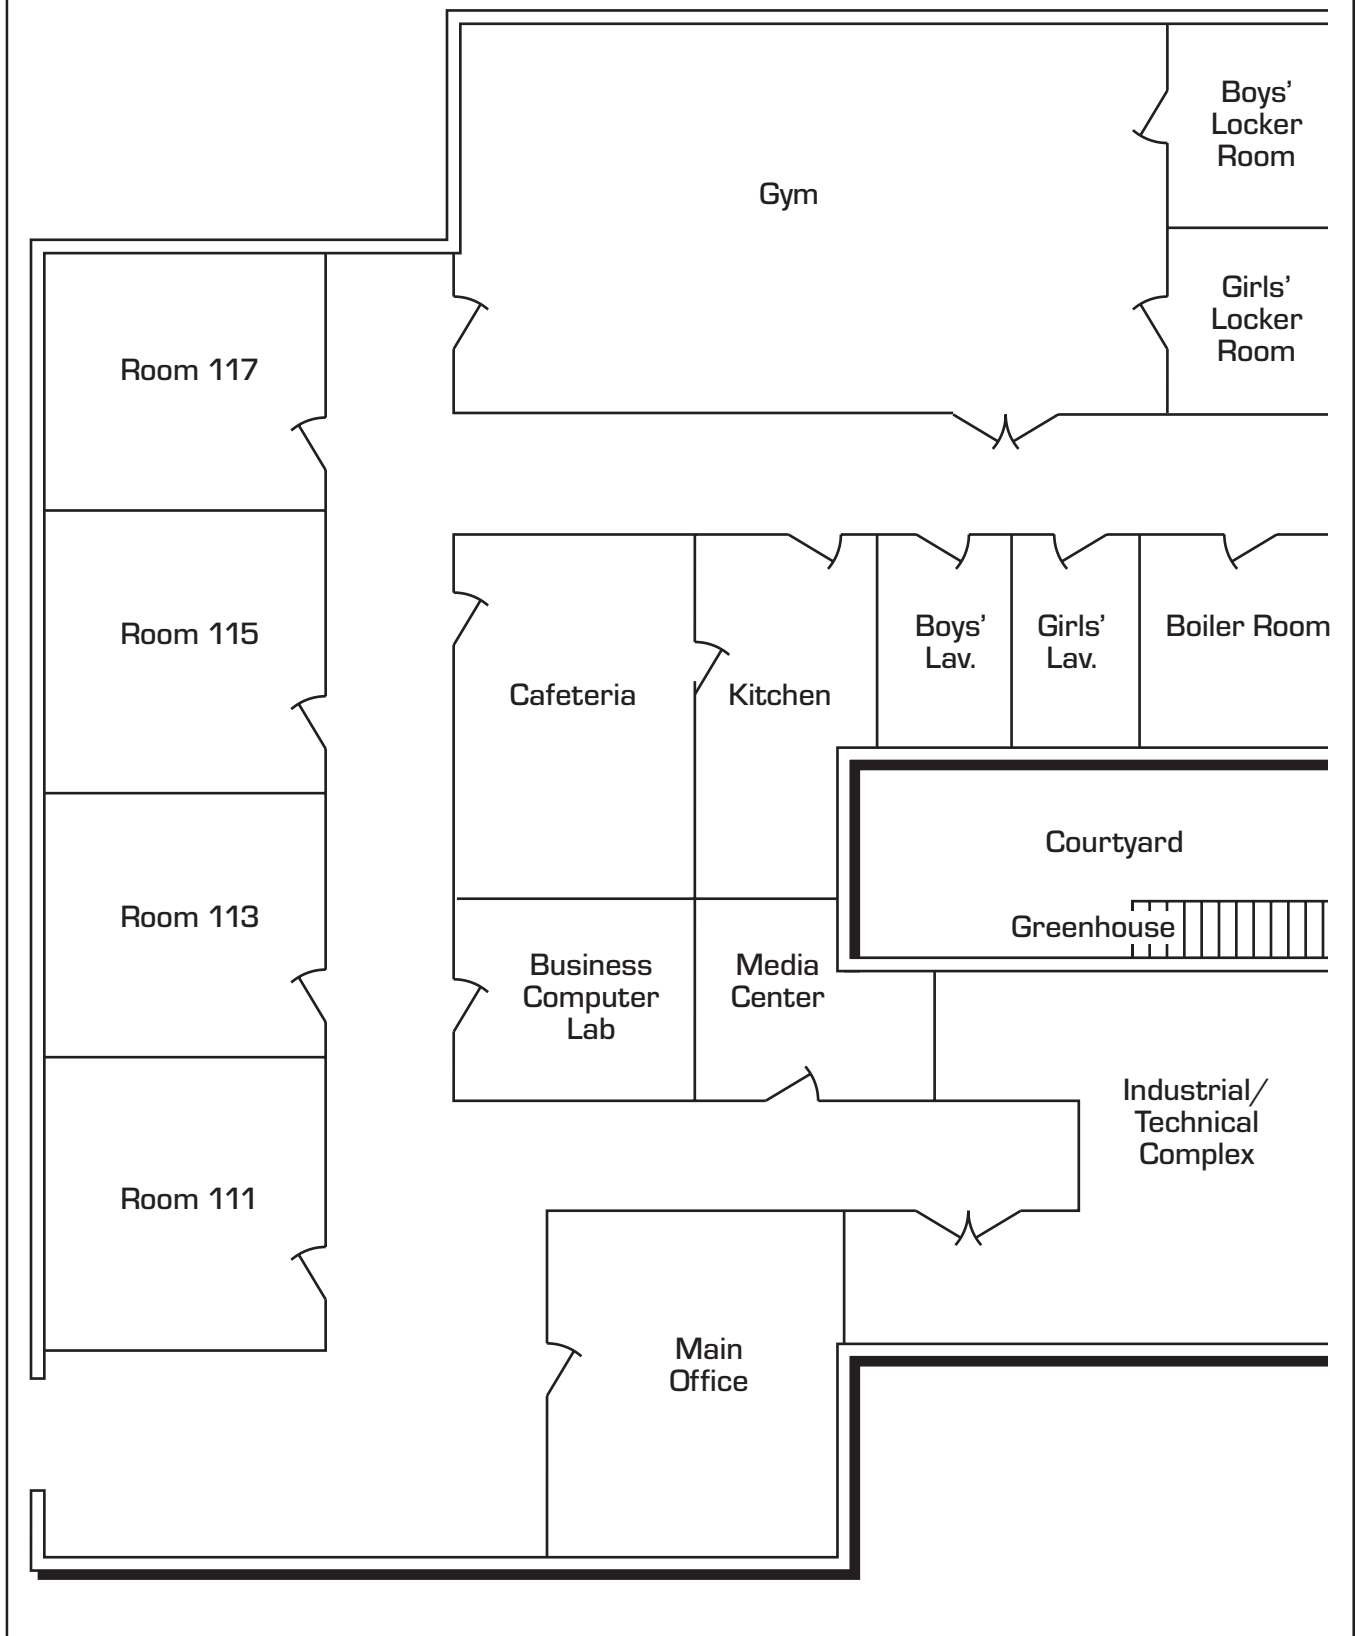 Boys’
Locker
Room
Gym
Girls’
Locker
Room
Room 117
Room 115
Boys’
Lav.
Girls’
Lav.
Boiler Room
Cafeteria
Kitchen
Courtyard
Greenhouse
Room 113
Business
Computer
Lab
Media
Center
Industrial/
Technical
Complex
Room 111
Main
Office